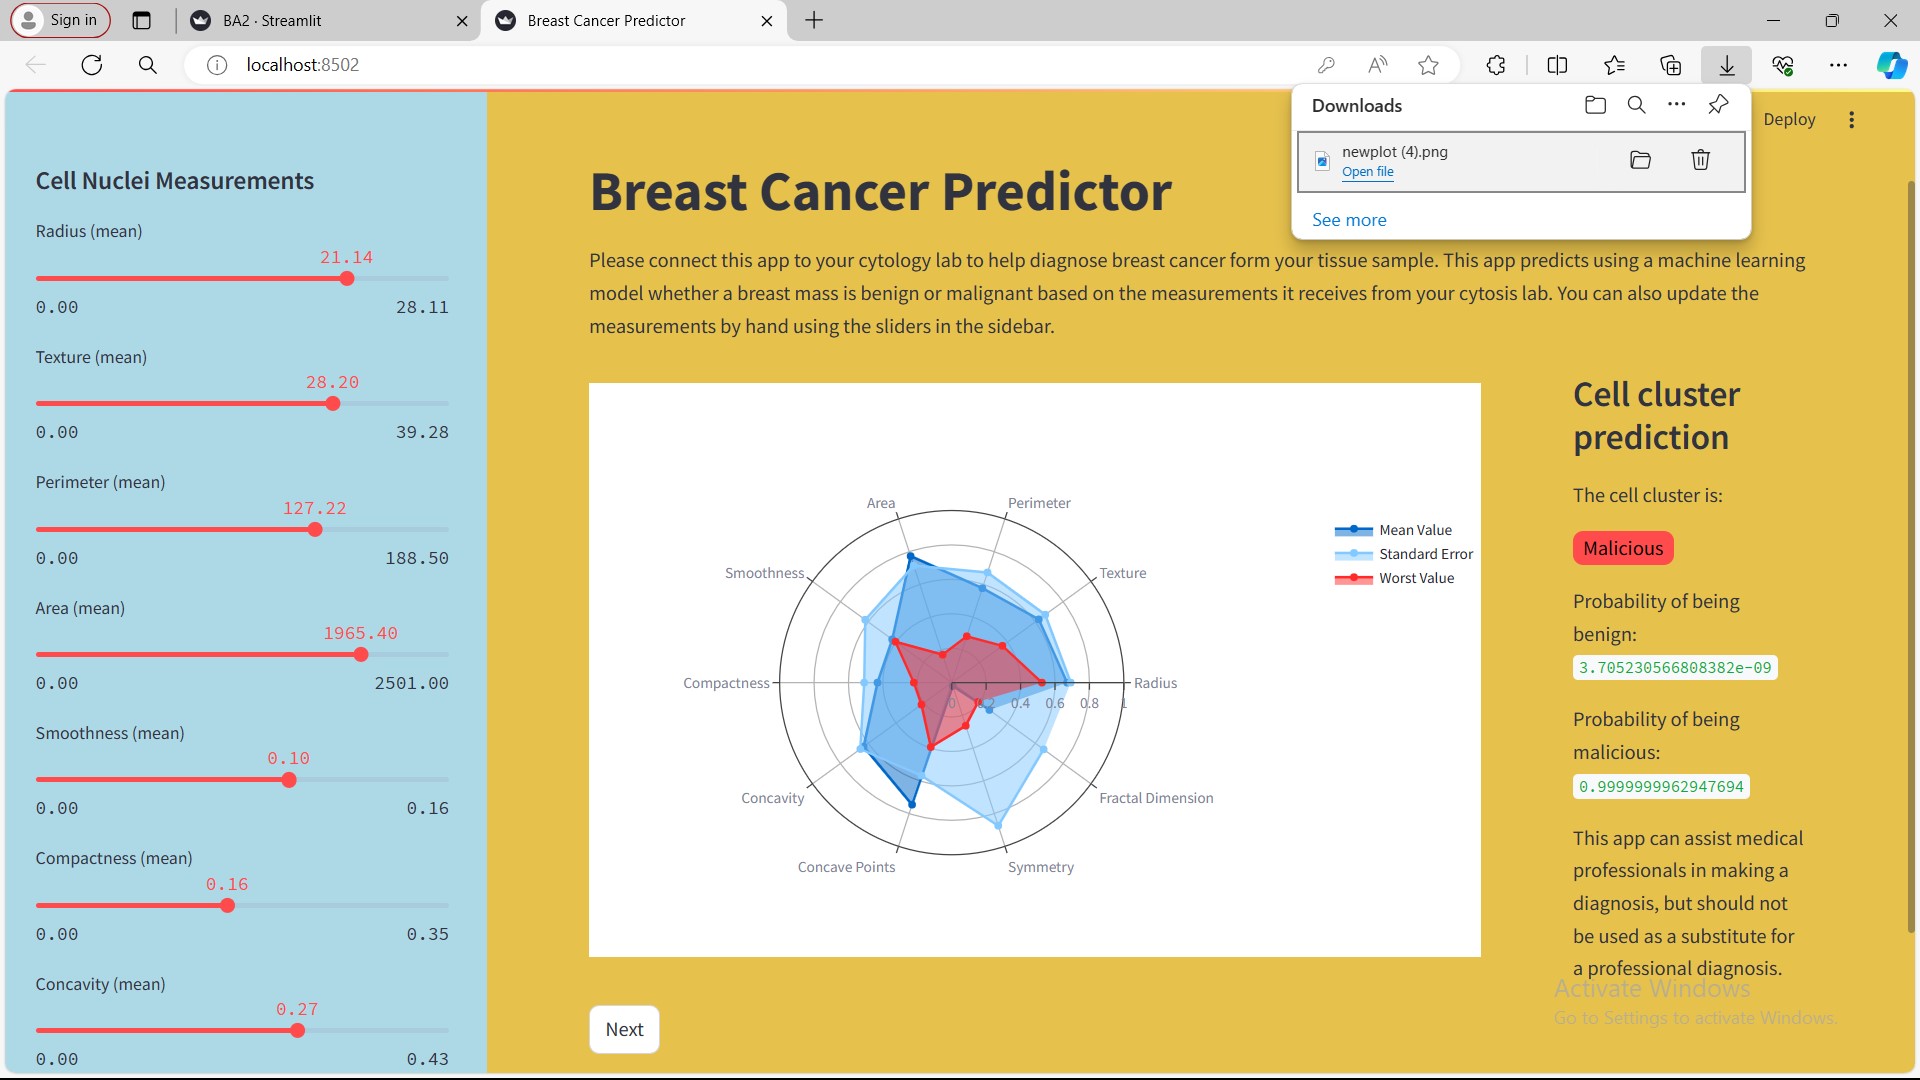 Sign in
BA2 · Streamlit
Breast Cancer Predictor
localhost:8502
Downloads
newplot (4).png
Open file
See more
Deploy
Cell Nuclei Measurements
Radius (mean)
21.14
0.00 28.11
Texture (mean)
28.20
0.00 39.28
Perimeter (mean)
127.22
0.00 188.50
Area (mean)
1965.40
0.00 2501.00
Smoothness (mean)
0.10
0.00 0.16
Compactness (mean)
0.16
0.00 0.35
Concavity (mean)
0.27
0.00 0.43
Breast Cancer Predictor
Please connect this app to your cytology lab to help diagnose breast cancer form your tissue sample. This app predicts using a machine learning
model whether a breast mass is benign or malignant based on the measurements it receives from your cytosis lab. You can also update the
measurements by hand using the sliders in the sidebar.
Area
Perimeter
Smoothness
Texture
Compactness
Radius
0 0.2 0.4 0.6 0.8 1
Concavity
Fractal Dimension
Concave Points
Symmetry
Mean Value
Standard Error
Worst Value
Next
Cell cluster
prediction
The cell cluster is:
Malicious
Probability of being
benign:
3.705230566808382e-09
Probability of being
malicious:
0.9999999962947694
This app can assist medical
professionals in making a
diagnosis, but should not
be used as a substitute for
a professional diagnosis.
Activate Windows
Go to Settings to activate Windows.